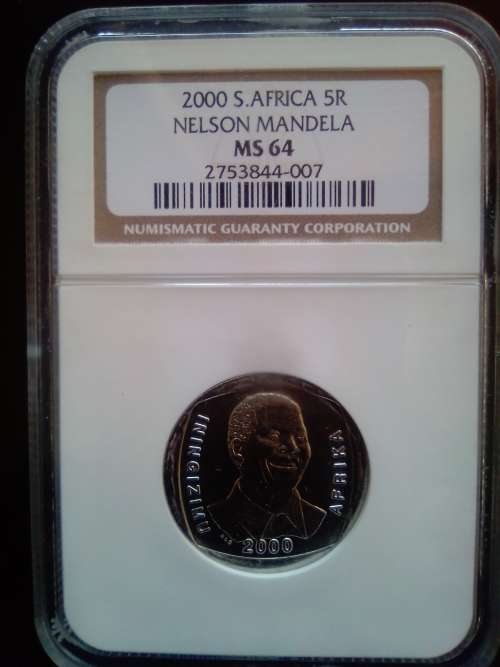 2000 S.AFRICA 5R
NELSON MANDELA
MS 64
2753844-007
NUMISMATIC GUARANTY CORPORATION
ININGIZIMU
AFRIKA
2000